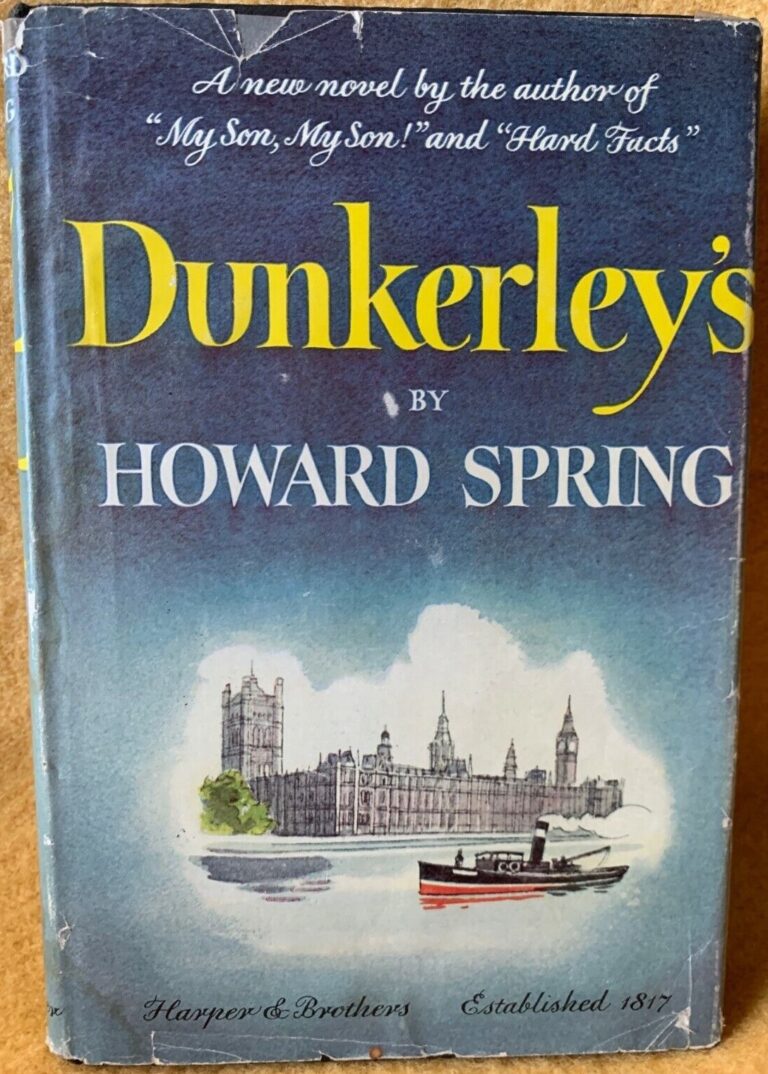 A new novel by the author of
"My Son, My Son!" and "Hard Facts"
Dunkerley's
BY
HOWARD SPRING
Harper & Brothers Established 1817